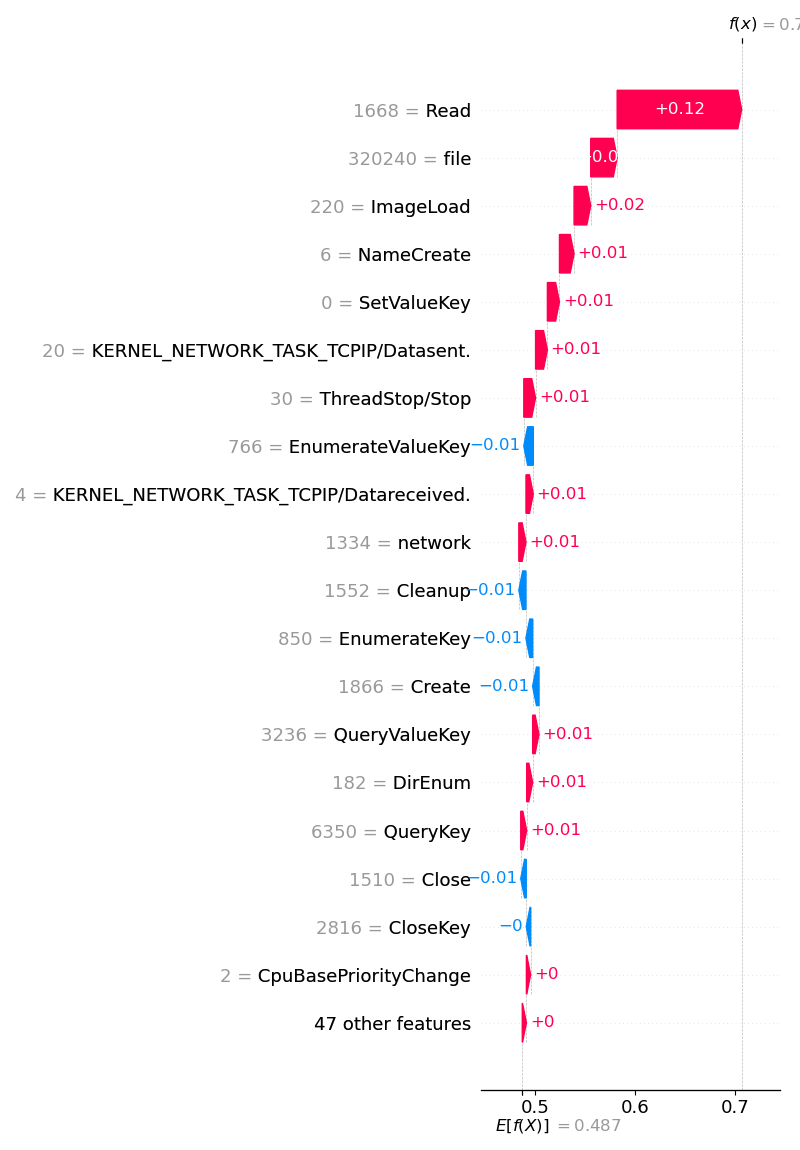 f(x) = 0.7
1668 = Read
+0.12
320240 = file
220 = ImageLoad
+0.02
6 = NameCreate
+0.01
0 = SetValueKey
+0.01
20 = KERNEL_NETWORK_TASK_TCPIP/Datasent.
+0.01
30 = ThreadStop/Stop
+0.01
766 = EnumerateValueKey
−0.01
4 = KERNEL_NETWORK_TASK_TCPIP/Datareceived.
+0.01
1334 = network
+0.01
1552 = Cleanup
−0.01
850 = EnumerateKey
−0.01
1866 = Create
−0.01
3236 = QueryValueKey
+0.01
182 = DirEnum
+0.01
6350 = QueryKey
+0.01
1510 = Close
−0.01
2816 = CloseKey
−0
2 = CpuBasePriorityChange
+0
47 other features
+0
0.5 0.6 0.7
E[f(X)] = 0.487